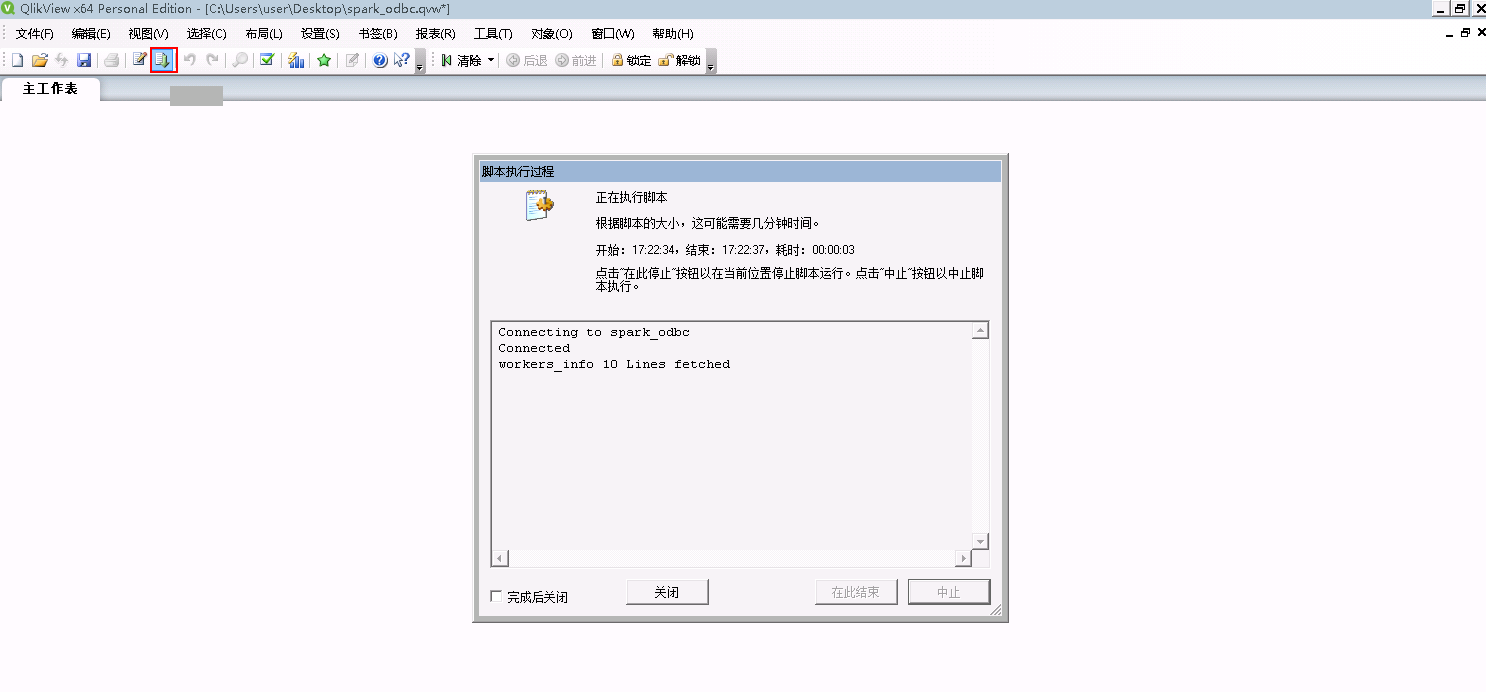 QlikView x64 Personal Edition - [C:\Users\user\Desktop\spark_odbc.qvw*]
文件(F) 编辑(E) 视图(V) 选择(C) 布局(L) 设置(S) 书签(B) 报表(R) 工具(T) 对象(O) 窗口(W) 帮助(H)
清除 后退 前进 锁定 解锁
主工作表
脚本执行过程
正在执行脚本
根据脚本的大小，这可能需要几分钟时间。
开始：17:22:34，结束：17:22:37，耗时：00:00:03
点击"在此停止"按钮以在当前位置停止脚本运行。点击"中止"按钮以中止脚
本执行。
Connecting to spark_odbc
Connected
workers_info 10 Lines fetched
完成后关闭 关闭 在此结束 中止